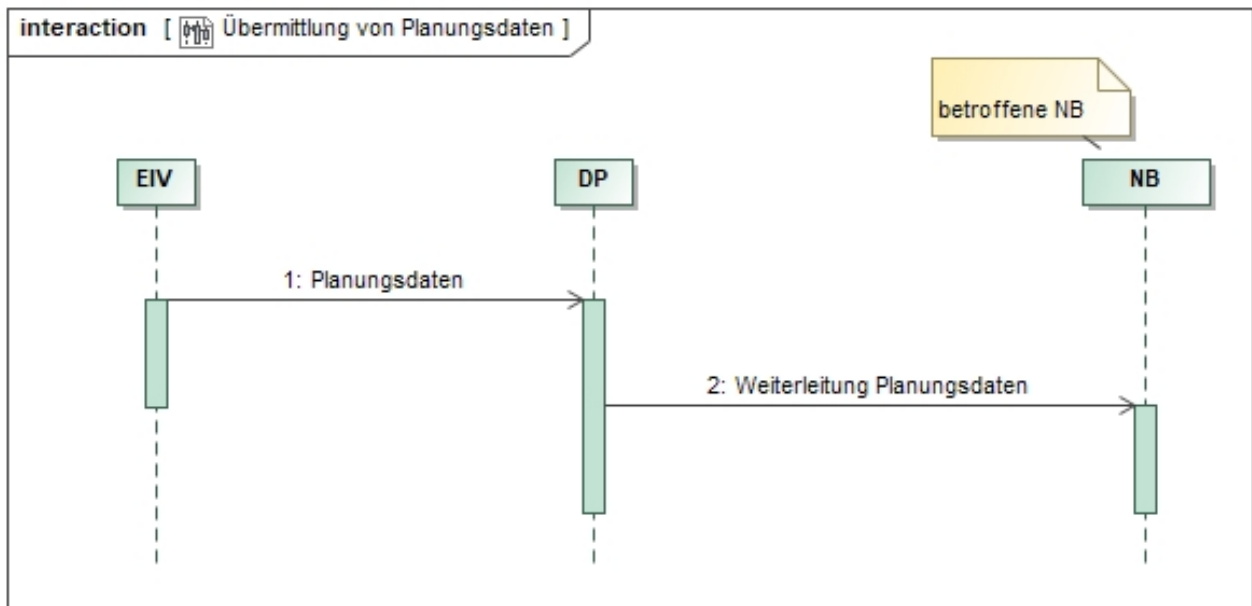 interaction [ Übermittlung von Planungsdaten ]
betroffene NB
EIV
DP
NB
1: Planungsdaten
2: Weiterleitung Planungsdaten